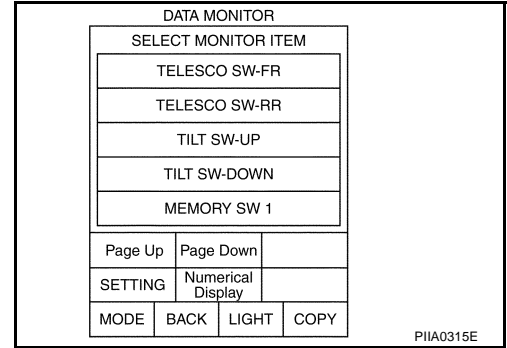 DATA MONITOR
SELECT MONITOR ITEM
TELESCO SW-FR
TELESCO SW-RR
TILT SW-UP
TILT SW-DOWN
MEMORY SW 1
Page Up Page Down
SETTING Numerical Display
MODE BACK LIGHT COPY
PIIA0315E